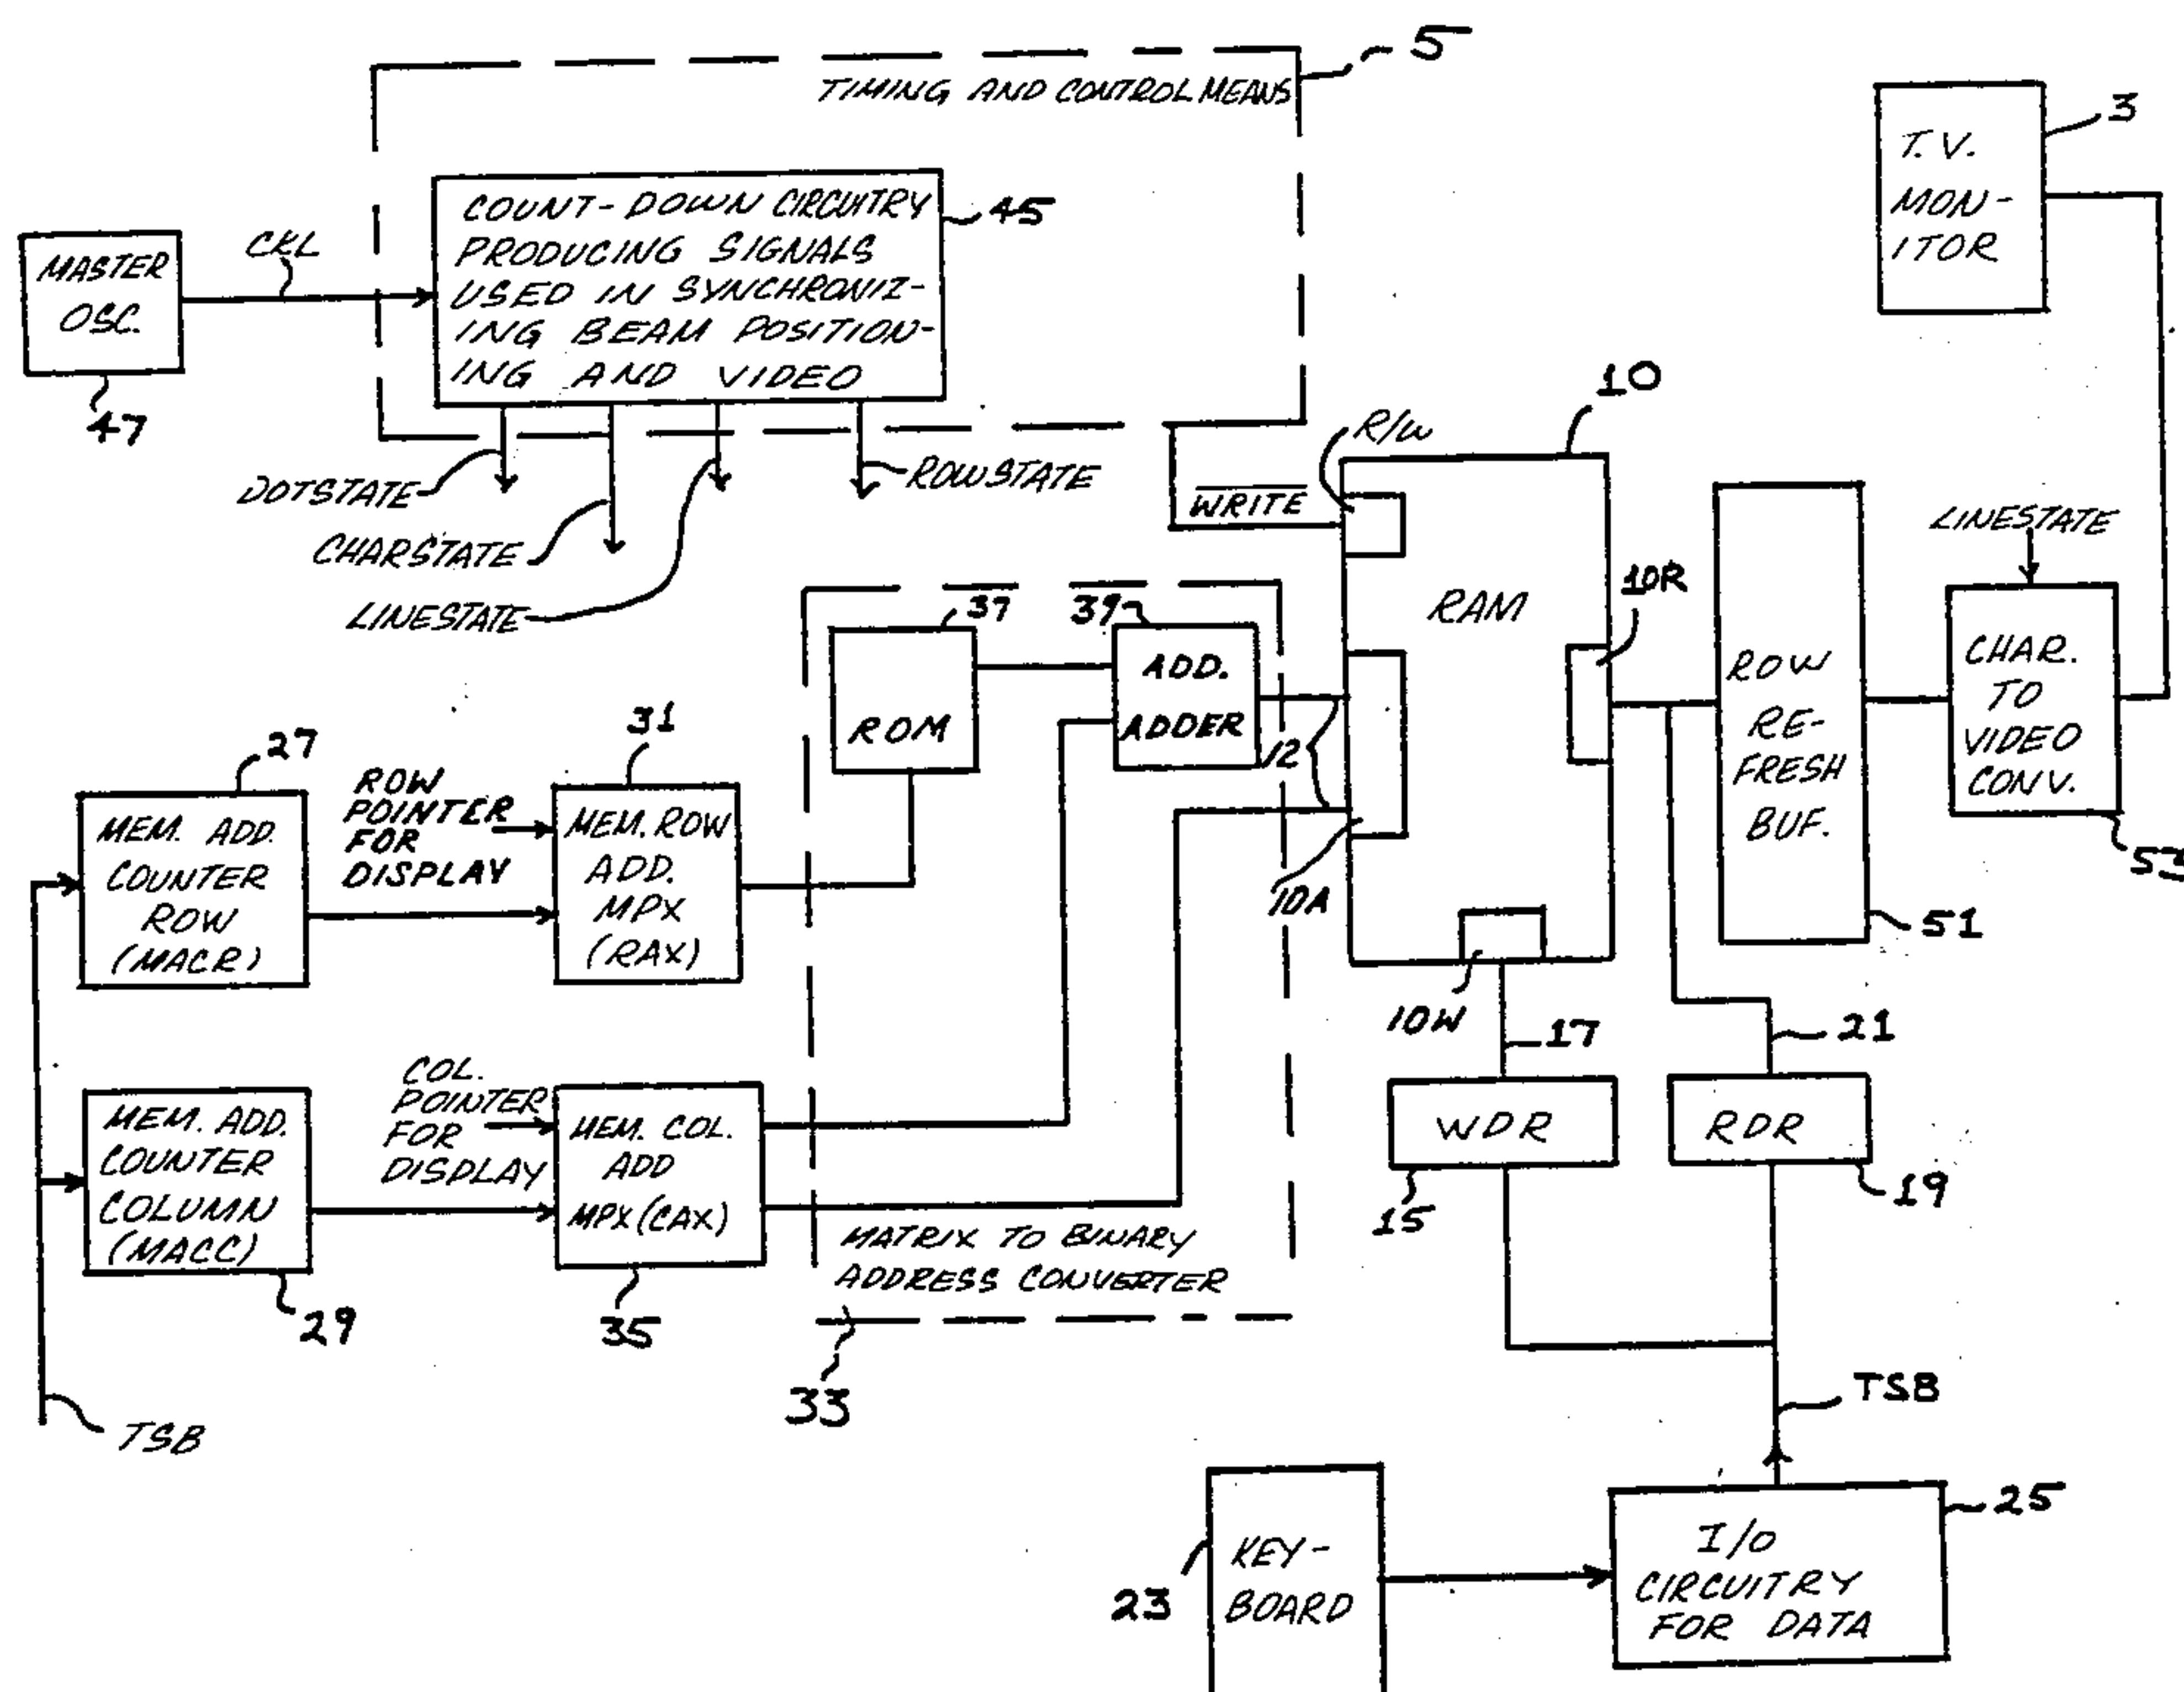 5
TIMING AND CONTROL MEANS
3
T.V.
MON-
ITOR
COUNT-DOWN CIRCUITRY
PRODUCING SIGNALS
USED IN SYNCHRONIZ-
ING BEAM POSITION-
ING AND VIDEO
45
CKL
MASTER
OSC.
47
DOTSTATE
CHARSTATE
LINESTATE
ROWSTATE
10
R/W
WRITE
RAM
10R
LINESTATE
ROW
RE-
FRESH
BUF.
51
CHAR.
TO
VIDEO
CONV.
53
37
ROM
39
ADD.
ADDER
12
10A
10W
27
MEM. ADD.
COUNTER
ROW
(MACR)
ROW
POINTER
FOR
DISPLAY
31
MEM. ROW
ADD.
MPX
(RAX)
17
21
WDR
15
RDR
19
MEM. ADD.
COUNTER
COLUMN
(MACC)
29
COL.
POINTER
FOR
DISPLAY
MEM. COL.
ADD
MPX (CAX)
35
MATRIX TO BINARY
ADDRESS CONVERTER
33
TSB
TSB
23
KEY-
BOARD
25
I/O
CIRCUITRY
FOR DATA